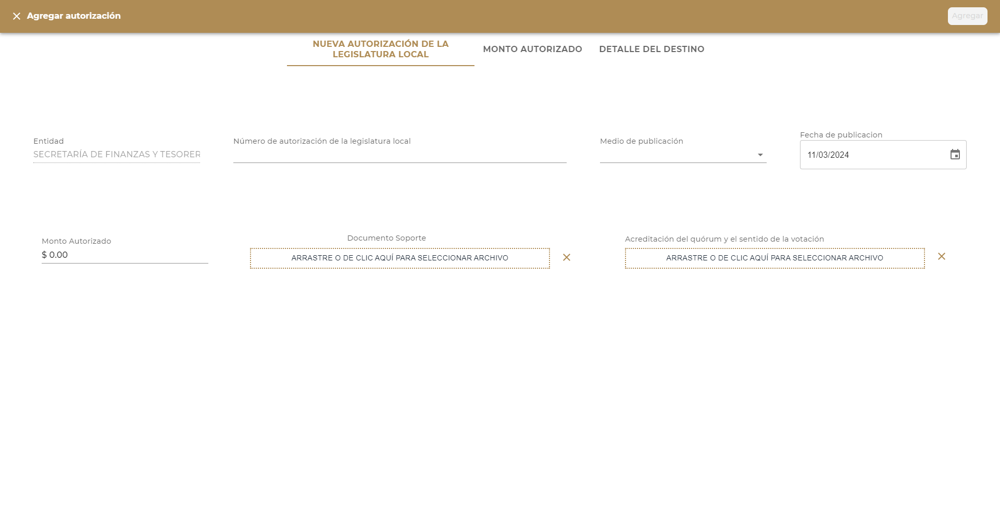 Agregar autorización
Agregar
NUEVA AUTORIZACIÓN DE LA
LEGISLATURA LOCAL
MONTO AUTORIZADO
DETALLE DEL DESTINO
Entidad
SECRETARÍA DE FINANZAS Y TESORER
Número de autorización de la legislatura local
Medio de publicación
Fecha de publicacion
11/03/2024
Monto Autorizado
$ 0.00
Documento Soporte
ARRASTRE O DE CLIC AQUÍ PARA SELECCIONAR ARCHIVO
Acreditación del quórum y el sentido de la votación
ARRASTRE O DE CLIC AQUÍ PARA SELECCIONAR ARCHIVO